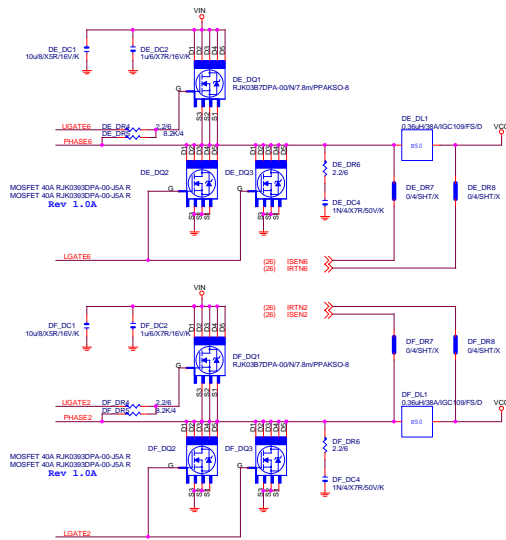 VIN
DE_DC1
10u/8/X5R/16V/K
DE_DC2
1u/6/X7R/16V/K
D1 D2 D3 D4 D5
G
DE_DQ1
RJK03B7DPA-00/N/7.8m/PPAKSO-8
S3 S2 S1
UGATE6
DE_DR4
2.2/6
DE_DR5
8.2K/4
PHASE6
DE_DL1
0.36uH/38A/IGC109/FS/D
VCC
R50
D1 D2 D3 D4 D5
D1 D2 D3 D4 D5
DE_DQ2
G
DE_DQ3
G
DE_DR6
2.2/6
MOSFET 40A RJK0393DPA-00-J5A R
MOSFET 40A RJK0393DPA-00-J5A R
Rev 1.0A
S3 S2 S1
S3 S2 S1
DE_DC4
1N/4/X7R/50V/K
DE_DR7
0/4/SHT/X
DE_DR8
0/4/SHT/X
LGATE6
(26) ISEN6
(26) IRTN6
VIN
(26) IRTN2
(26) ISEN2
DF_DC1
10u/8/X5R/16V/K
DF_DC2
1u/6/X7R/16V/K
D1 D2 D3 D4 D5
G
DF_DQ1
RJK03B7DPA-00/N/7.8m/PPAKSO-8
S3 S2 S1
DF_DR7
0/4/SHT/X
DF_DR8
0/4/SHT/X
UGATE2
DF_DR4
2.2/6
DF_DR5
8.2K/4
PHASE2
DF_DL1
0.36uH/38A/IGC109/FS/D
VCC
R50
D1 D2 D3 D4 D5
D1 D2 D3 D4 D5
DF_DQ2
G
DF_DQ3
G
DF_DR6
2.2/6
MOSFET 40A RJK0393DPA-00-J5A R
MOSFET 40A RJK0393DPA-00-J5A R
Rev 1.0A
S3 S2 S1
S3 S2 S1
DF_DC4
1N/4/X7R/50V/K
LGATE2